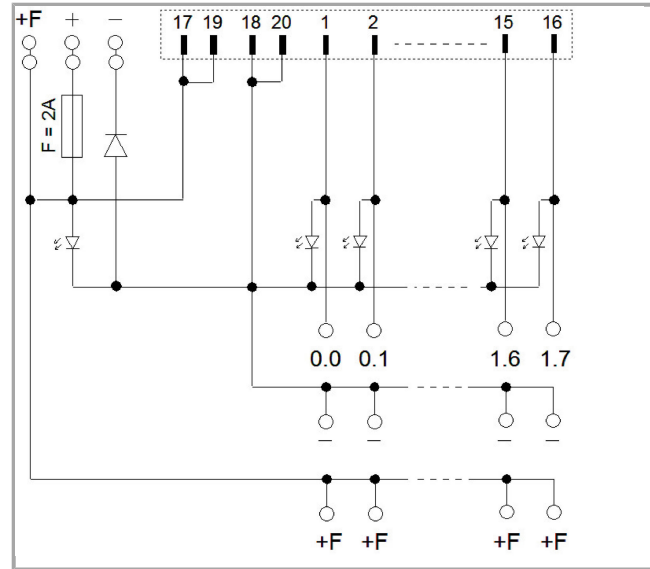 +F + − 17 19 18 20 1 2 15 16
F = 2A
0.0 0.1 1.6 1.7
− − − −
+F +F +F +F